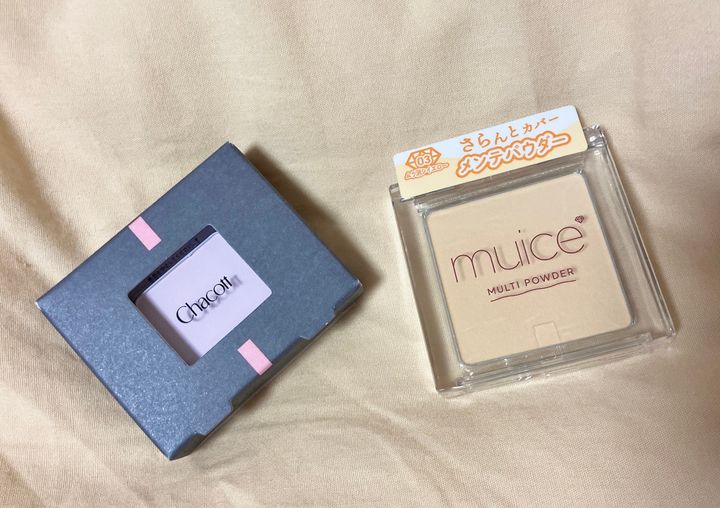 Chacott
03
さらんとカバー
メンテパウダー
muice
MULTI POWDER